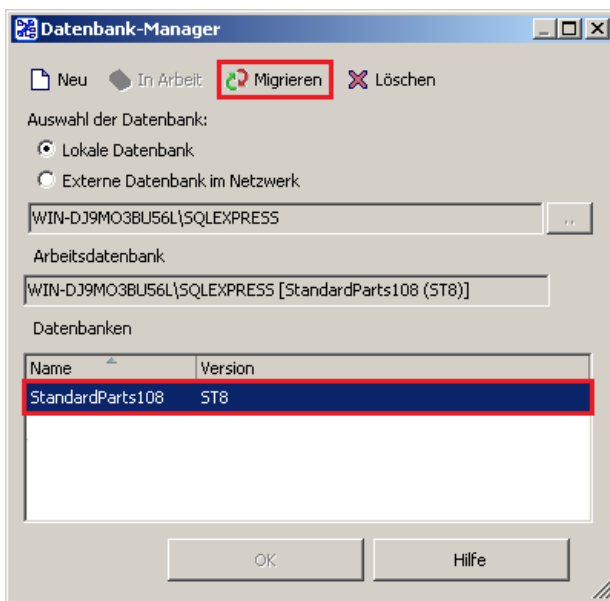 Datenbank-Manager
Neu In Arbeit Migrieren Löschen
Auswahl der Datenbank:
Lokale Datenbank
Externe Datenbank im Netzwerk
WIN-DJ9MO3BU56L\SQLEXPRESS ..
Arbeitsdatenbank
WIN-DJ9MO3BU56L\SQLEXPRESS [StandardParts108 (ST8)]
Datenbanken
Name Version
StandardParts108 ST8
OK Hilfe